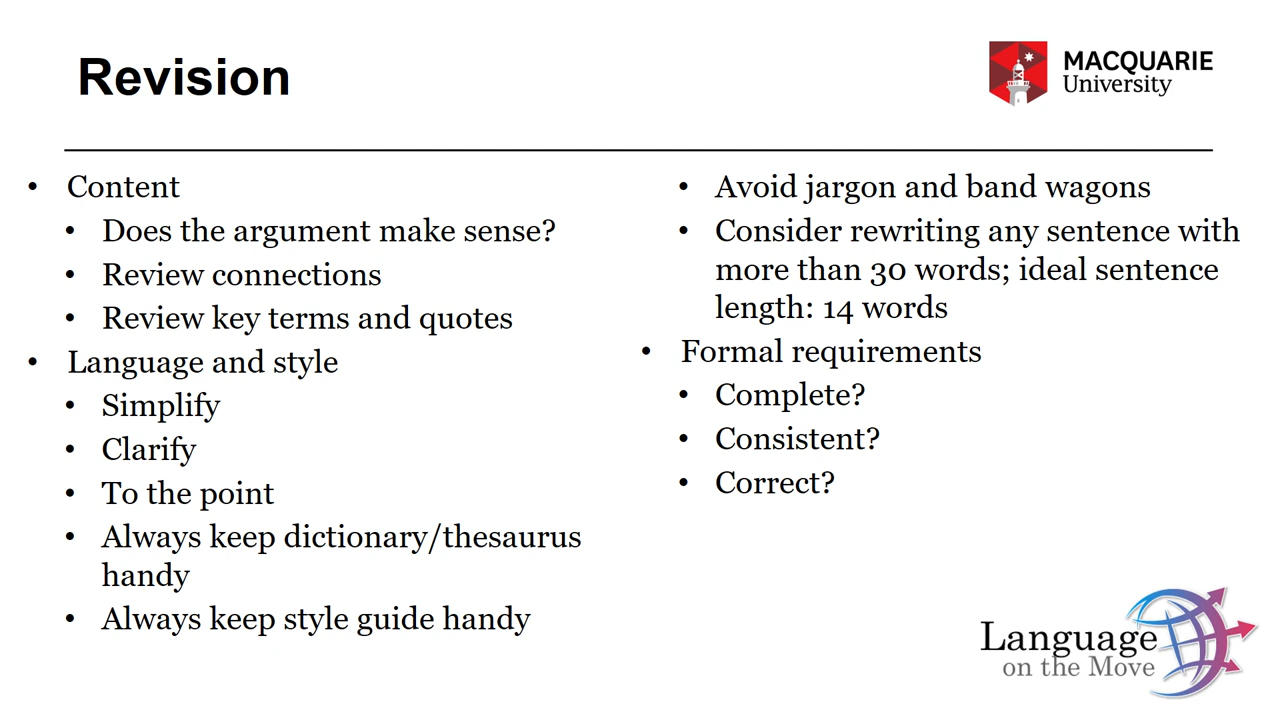 Revision
MACQUARIE
University
• Content
• Does the argument make sense?
• Review connections
• Review key terms and quotes
• Language and style
• Simplify
• Clarify
• To the point
• Always keep dictionary/thesaurus
handy
• Always keep style guide handy
• Avoid jargon and band wagons
• Consider rewriting any sentence with
more than 30 words; ideal sentence
length: 14 words
• Formal requirements
• Complete?
• Consistent?
• Correct?
Language
on the Move